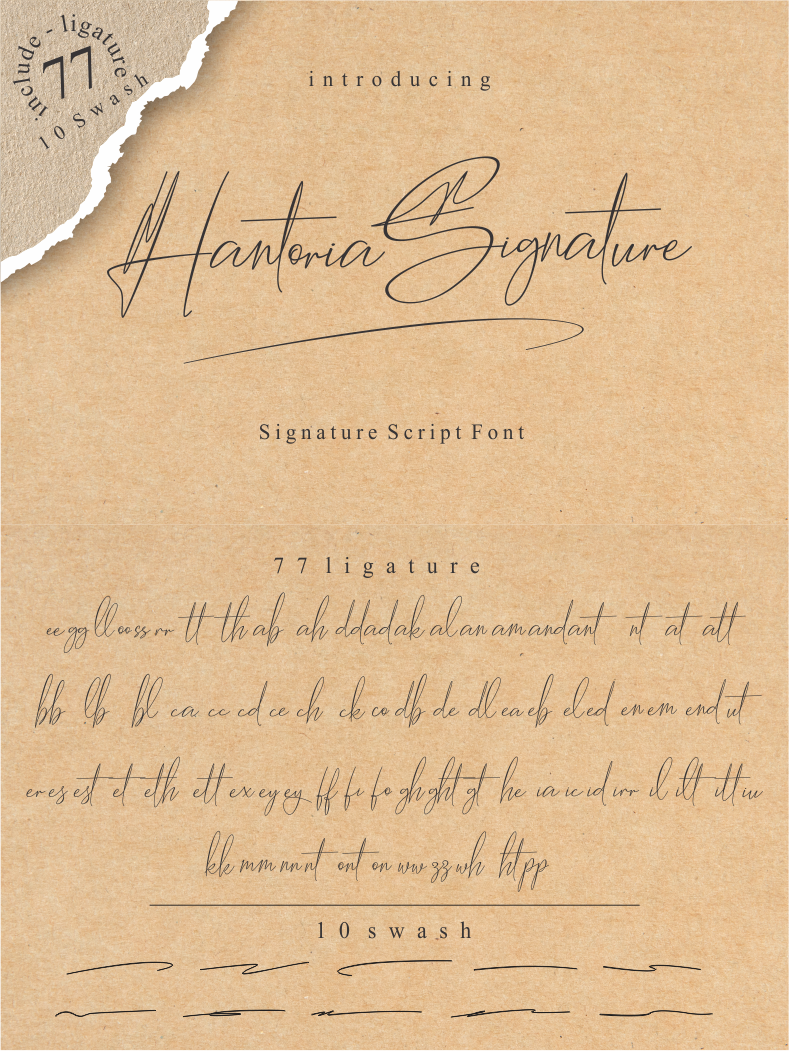 include - ligature
77
10 Swash
introducing
Hantoria Signature
Signature Script Font
77 ligature
ee gg ll oo ss rr tt th ab ah dd ad ak al an am and ant nt at att
bb lb bl ca cc cd ce ch ck co db de dl ea eb el ed en em end ut
er es est et eth ett ex ey ey ff fi fo gh ght gt he ia ic id irr il ilt itt iu
kk mm nn nt ont on ww zz wh ht pp
10 swash